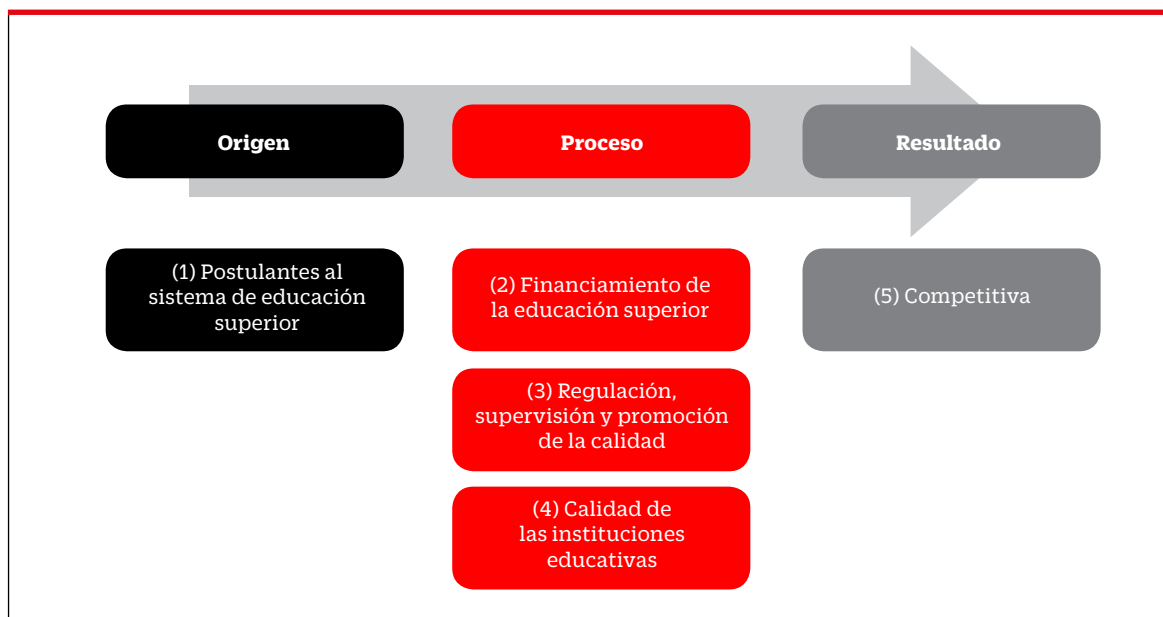 Origen
Proceso
Resultado
(1) Postulantes al
sistema de educación
superior
(2) Financiamiento de
la educación superior
(3) Regulación,
supervisión y promoción
de la calidad
(4) Calidad de
las instituciones
educativas
(5) Competitiva